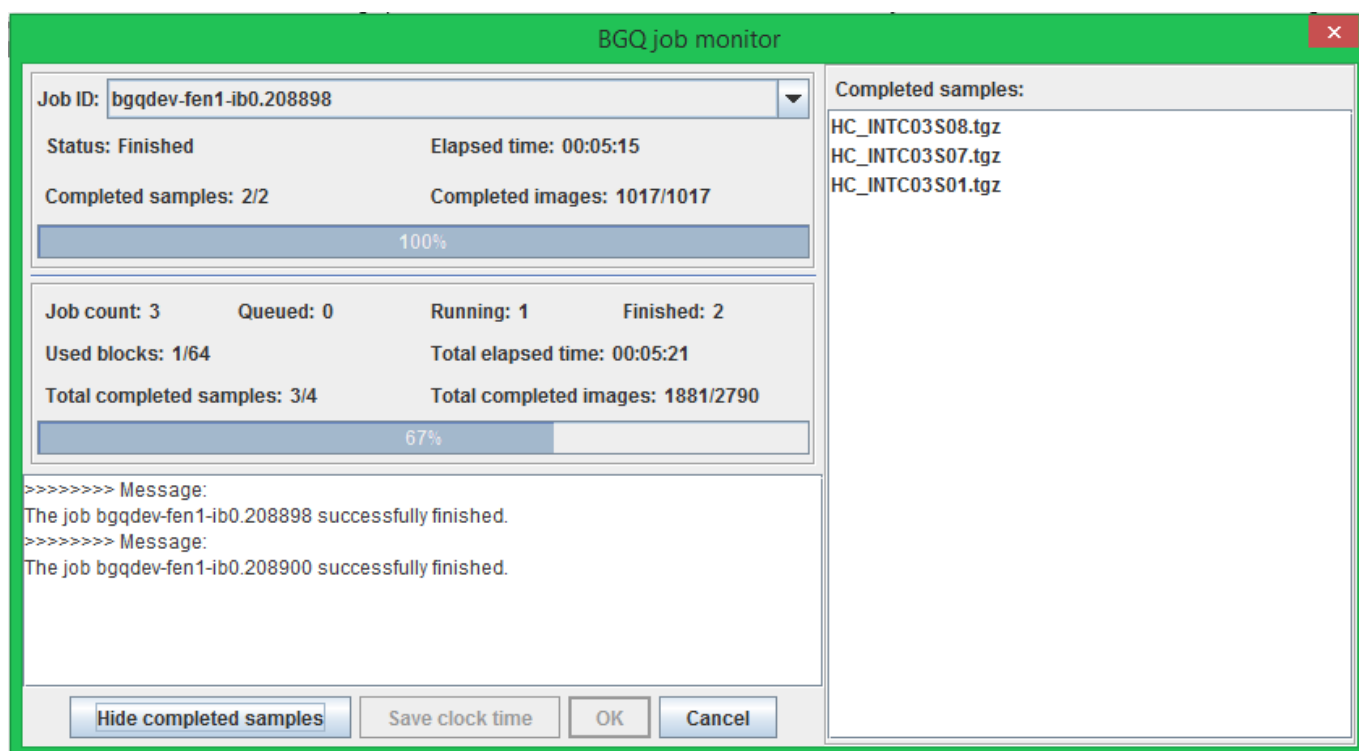 BGQ job monitor
Job ID: bgqdev-fen1-ib0.208898
Status: Finished Elapsed time: 00:05:15
Completed samples: 2/2 Completed images: 1017/1017
100%
Job count: 3 Queued: 0 Running: 1 Finished: 2
Used blocks: 1/64 Total elapsed time: 00:05:21
Total completed samples: 3/4 Total completed images: 1881/2790
67%
>>>>>>>> Message:
The job bgqdev-fen1-ib0.208898 successfully finished.
>>>>>>>> Message:
The job bgqdev-fen1-ib0.208900 successfully finished.
Hide completed samples Save clock time OK Cancel
Completed samples:
HC_INTC03S08.tgz
HC_INTC03S07.tgz
HC_INTC03S01.tgz